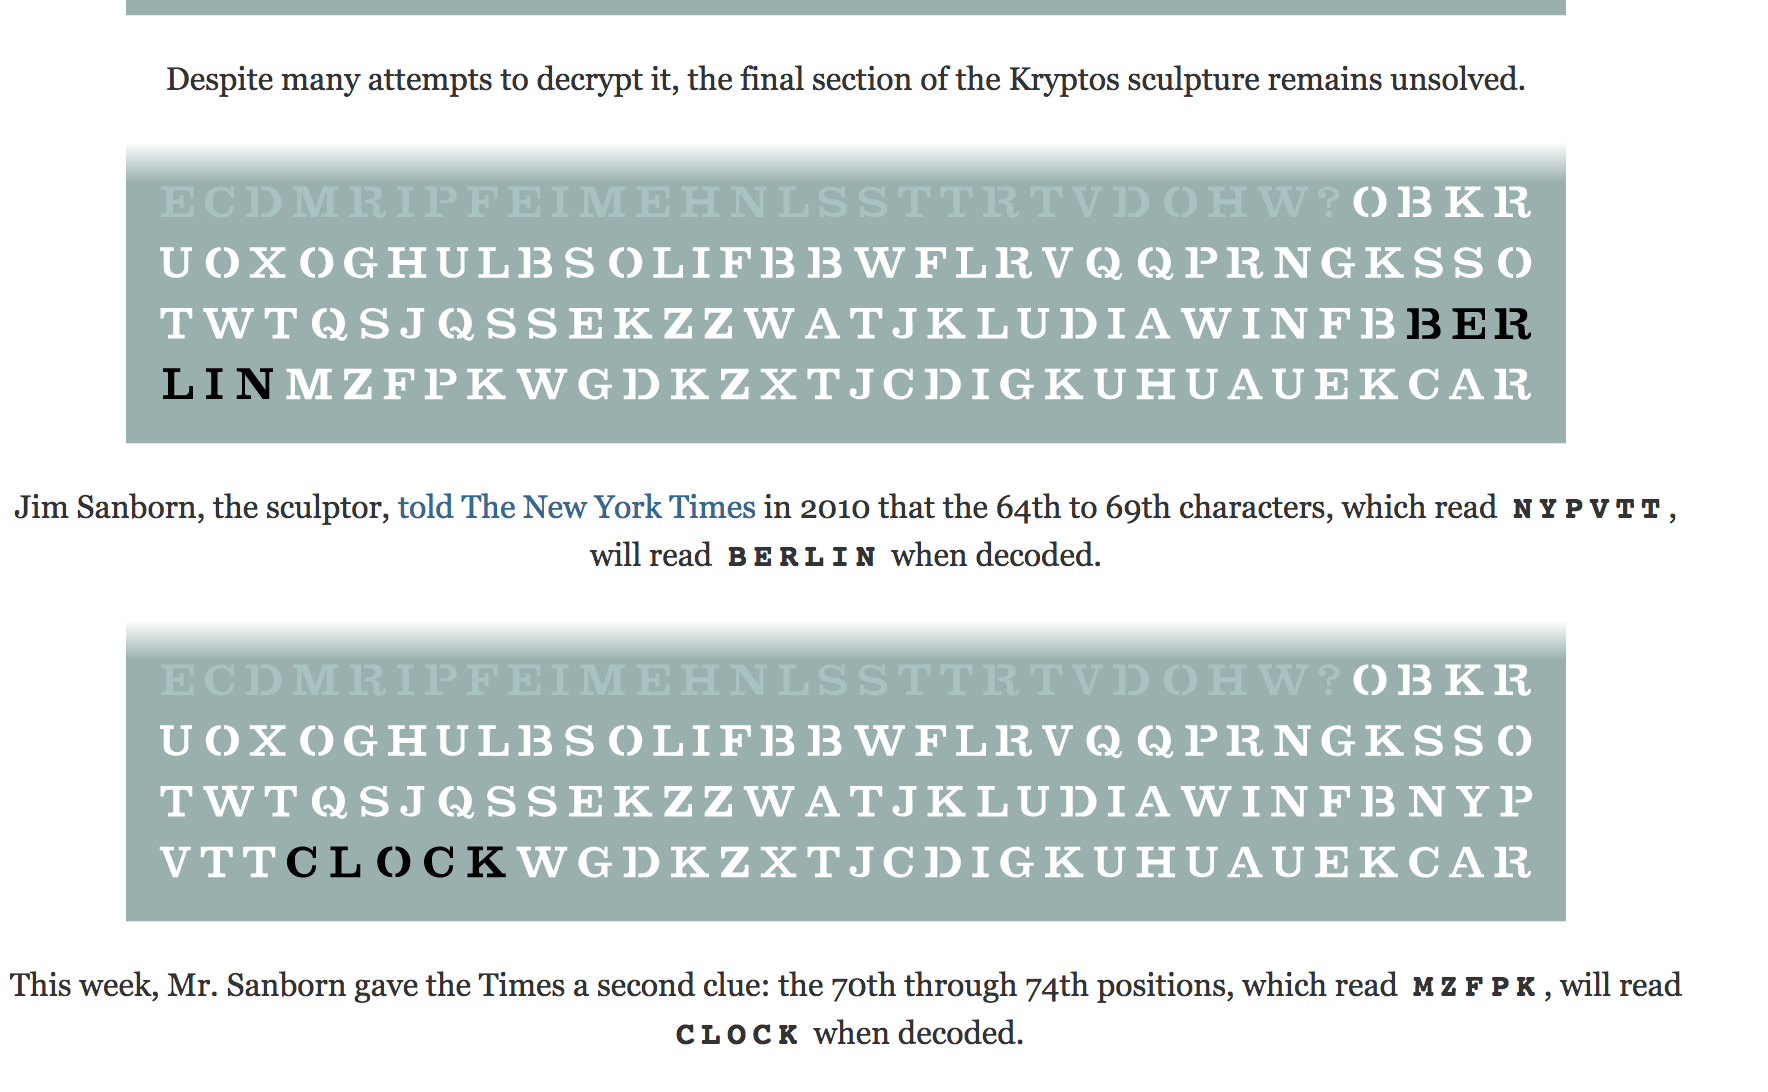 Despite many attempts to decrypt it, the final section of the Kryptos sculpture remains unsolved.
ECDMRIPFEIMEHNLSSTTRTVDOHW?OBKR
UOXOGHULBSOLIFBBWFLRVQQPRNGKSSO
TWTQSJQSSEKZZWATJKLUDIAWINFBBER
LINMZFPKWGDKZXTJCDIGKUHUAUEKCAR
Jim Sanborn, the sculptor, told The New York Times in 2010 that the 64th to 69th characters, which read NYPVTT,
will read BERLIN when decoded.
ECDMRIPFEIMEHNLSSTTRTVDOHW?OBKR
UOXOGHULBSOLIFBBWFLRVQQPRNGKSSO
TWTQSJQSSEKZZWATJKLUDIAWINFBNYP
VTTCLOCKWGDKZXTJCDIGKUHUAUEKCAR
This week, Mr. Sanborn gave the Times a second clue: the 70th through 74th positions, which read MZFPK, will read
CLOCK when decoded.